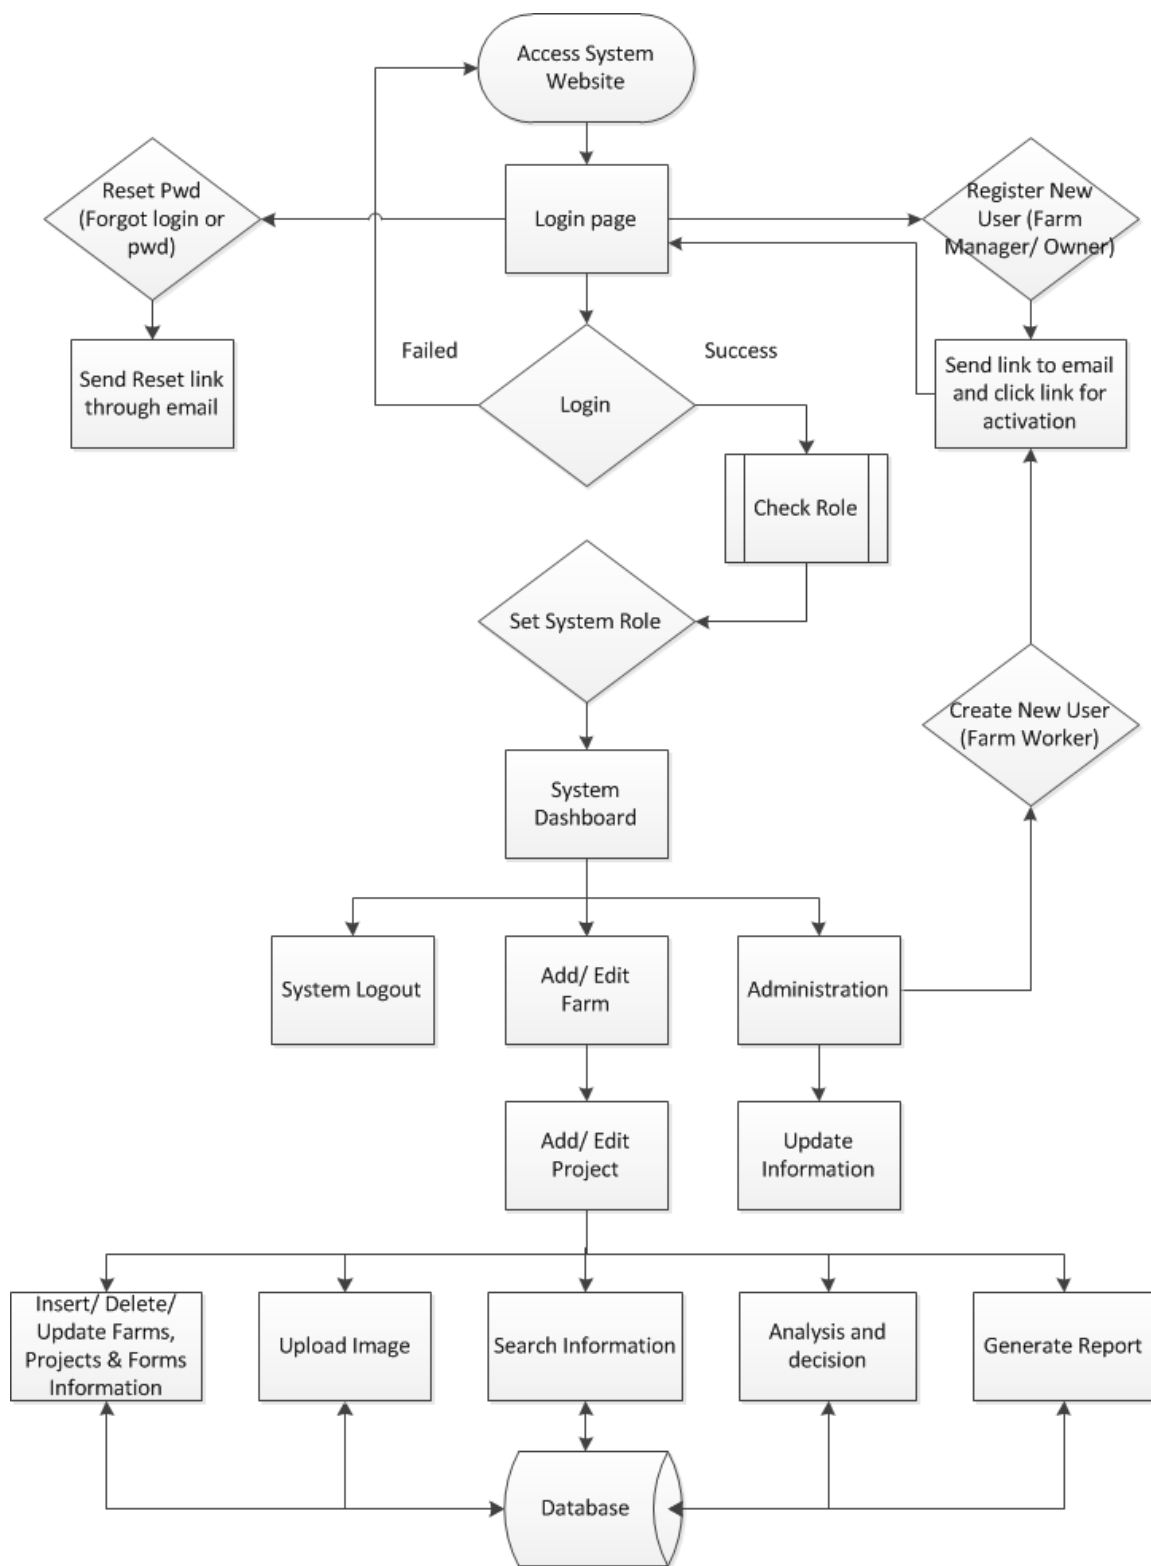 Access System
Website
Reset Pwd
(Forgot login or
pwd)
Login page
Register New
User (Farm
Manager/ Owner)
Send Reset link
through email
Failed
Success
Login
Send link to email
and click link for
activation
Check Role
Set System Role
Create New User
(Farm Worker)
System
Dashboard
System Logout
Add/ Edit
Farm
Administration
Add/ Edit
Project
Update
Information
Insert/ Delete/
Update Farms,
Projects & Forms
Information
Upload Image
Search Information
Analysis and
decision
Generate Report
Database